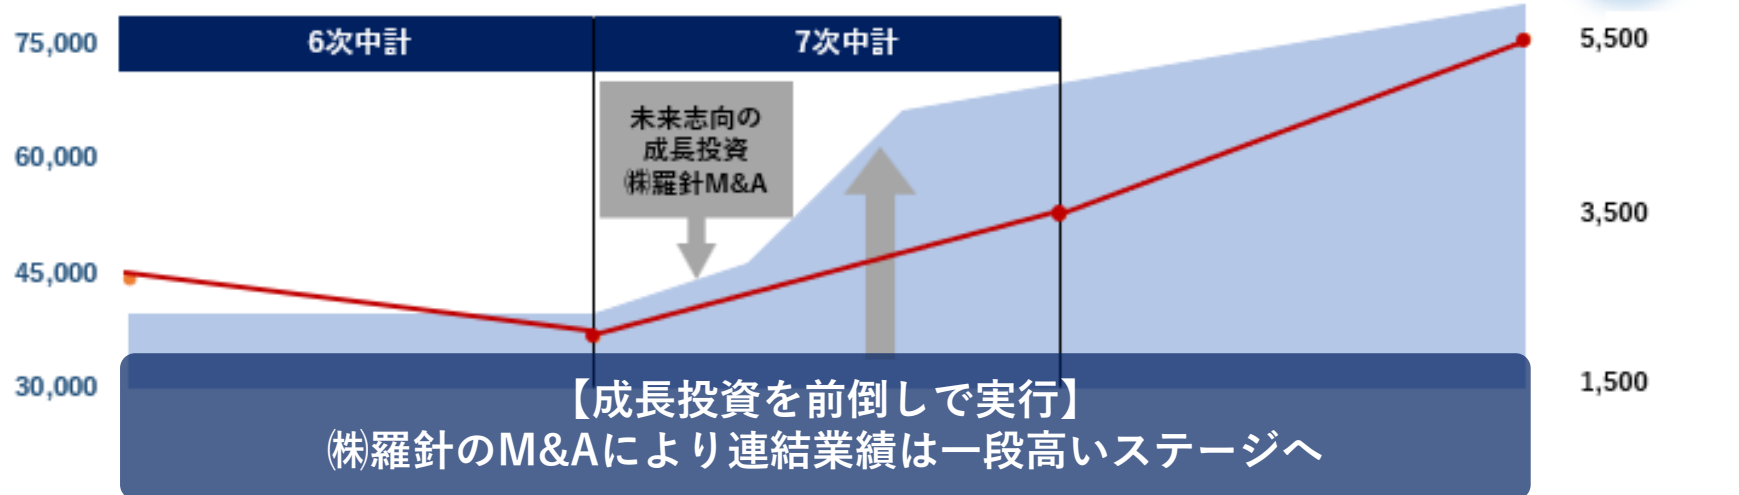 6次中計
7次中計
75,000
60,000
45,000
30,000
未来志向の
成長投資
㈱羅針M&A
5,500
3,500
1,500
【成長投資を前倒しで実行】
㈱羅針のM&Aにより連結業績は一段高いステージへ